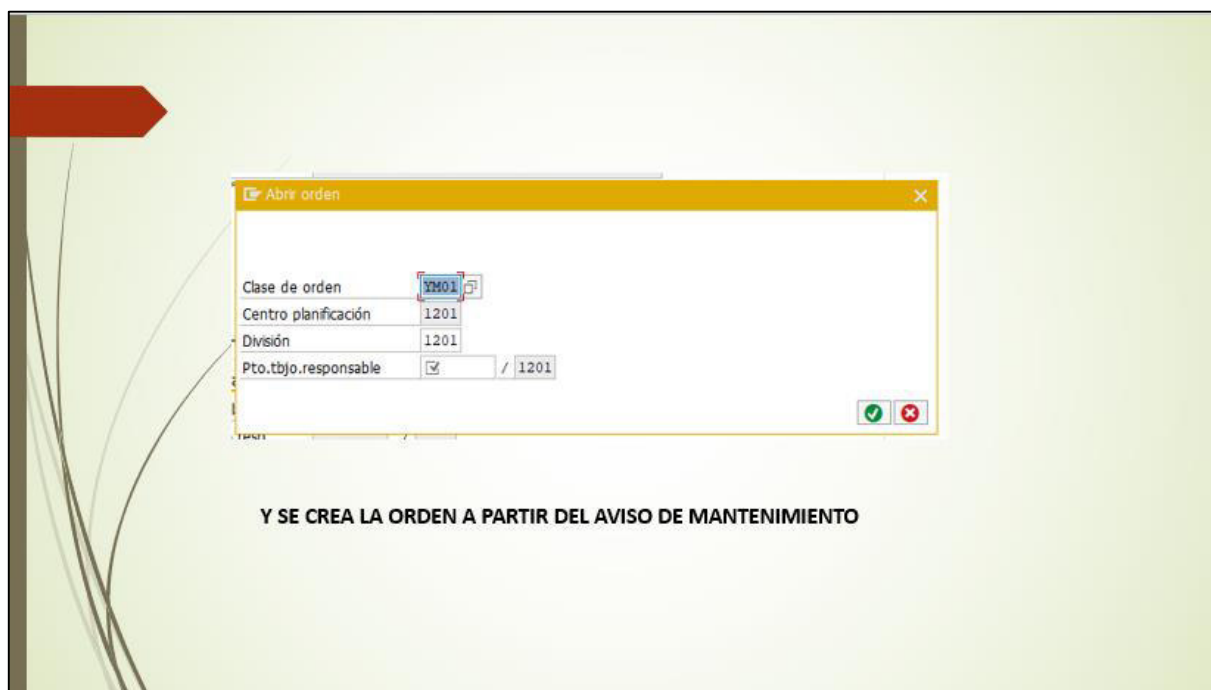 Abrir orden
Clase de orden YM01
Centro planificación 1201
División 1201
Pto.tbjo.responsable / 1201
Y SE CREA LA ORDEN A PARTIR DEL AVISO DE MANTENIMIENTO